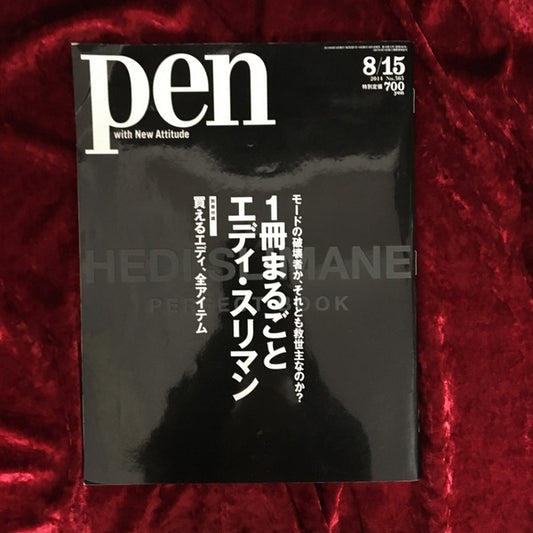 pen
with New Attitude
8/15
2014 No.365
特別定価700
yen
モードの破壊者か、それとも救世主なのか?
1冊まるごと
エディ・スリマン
買えるエディ、全アイテム
HEDI SLIMANE
PERFECT BOOK